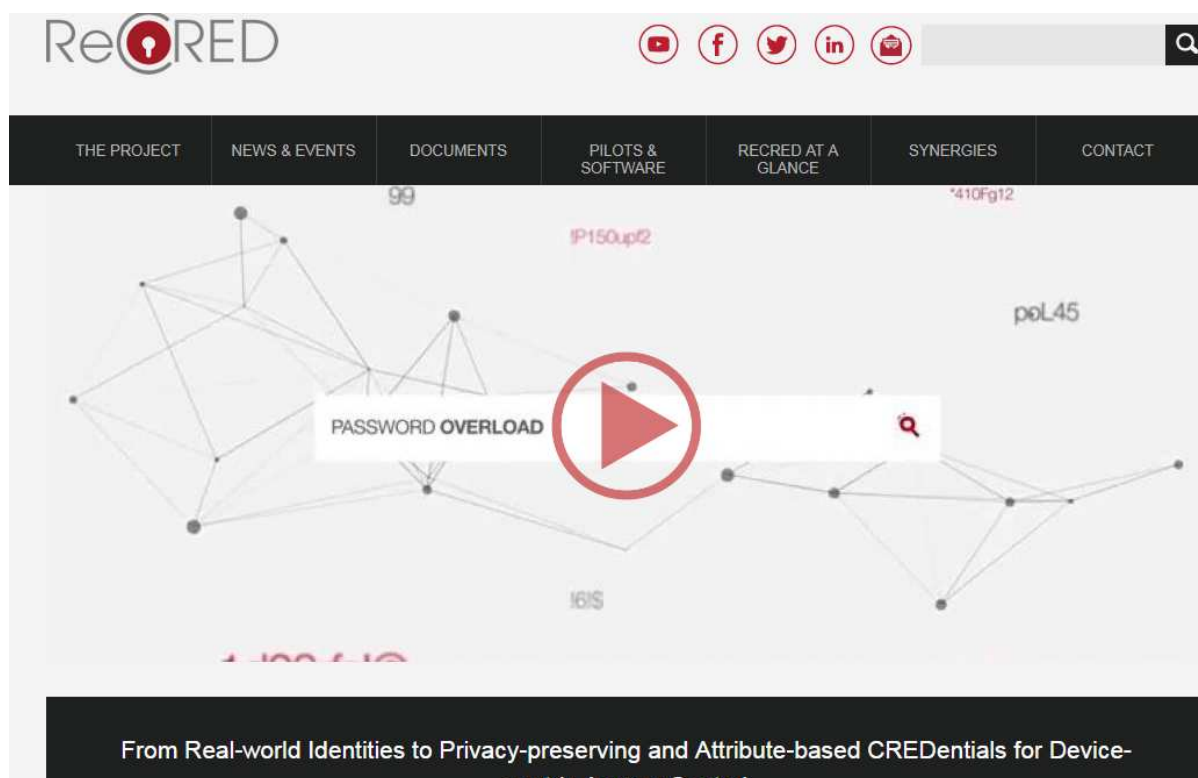 ReCRED
THE PROJECT
NEWS & EVENTS
DOCUMENTS
PILOTS &
SOFTWARE
RECRED AT A
GLANCE
SYNERGIES
CONTACT
99
*410Fg12
!P150upf2
poL45
PASSWORD OVERLOAD
!6!$
From Real-world Identities to Privacy-preserving and Attribute-based CREDentials for Device-